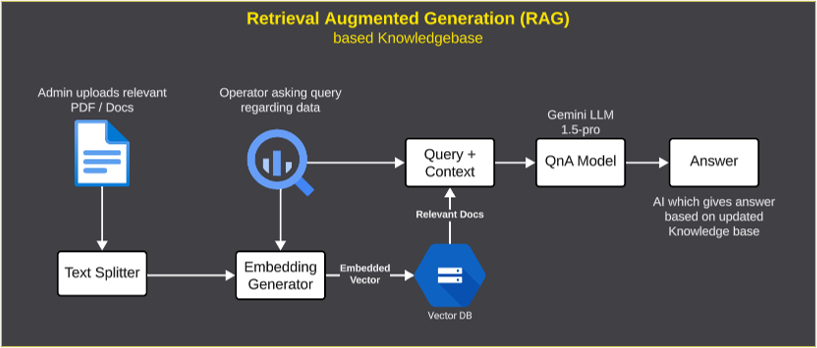 Retrieval Augmented Generation (RAG)
based Knowledgebase
Admin uploads relevant
PDF / Docs
Operator asking query
regarding data
Gemini LLM
1.5-pro
Query +
Context
QnA Model
Answer
AI which gives answer
based on updated
Knowledge base
Relevant Docs
Text Splitter
Embedding
Generator
Embedded
Vector
Vector DB